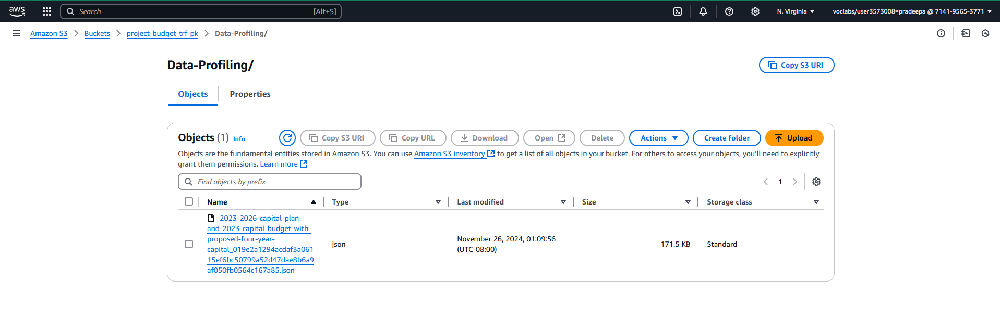 aws
Search
[Alt+S]
N. Virginia
voclabs/user3573008=pradeepa @ 7141-9565-3771
Amazon S3
Buckets
project-budget-trf-pk
Data-Profiling/
Data-Profiling/
Copy S3 URI
Objects
Properties
Objects (1)
Info
Copy S3 URI
Copy URL
Download
Open
Delete
Actions
Create folder
Upload
Objects are the fundamental entities stored in Amazon S3. You can use Amazon S3 inventory to get a list of all objects in your bucket. For others to access your objects, you'll need to explicitly
grant them permissions. Learn more
Find objects by prefix
1
Name
Type
Last modified
Size
Storage class
2023-2026-capital-plan-
and-2023-capital-budget-with-
proposed-four-year-
capital_019e2a1294acdaf3a061
15ef6bc50799a52d47dae8b6a9
af050fb0564c167a85.json
json
November 26, 2024, 01:09:56
(UTC-08:00)
171.5 KB
Standard